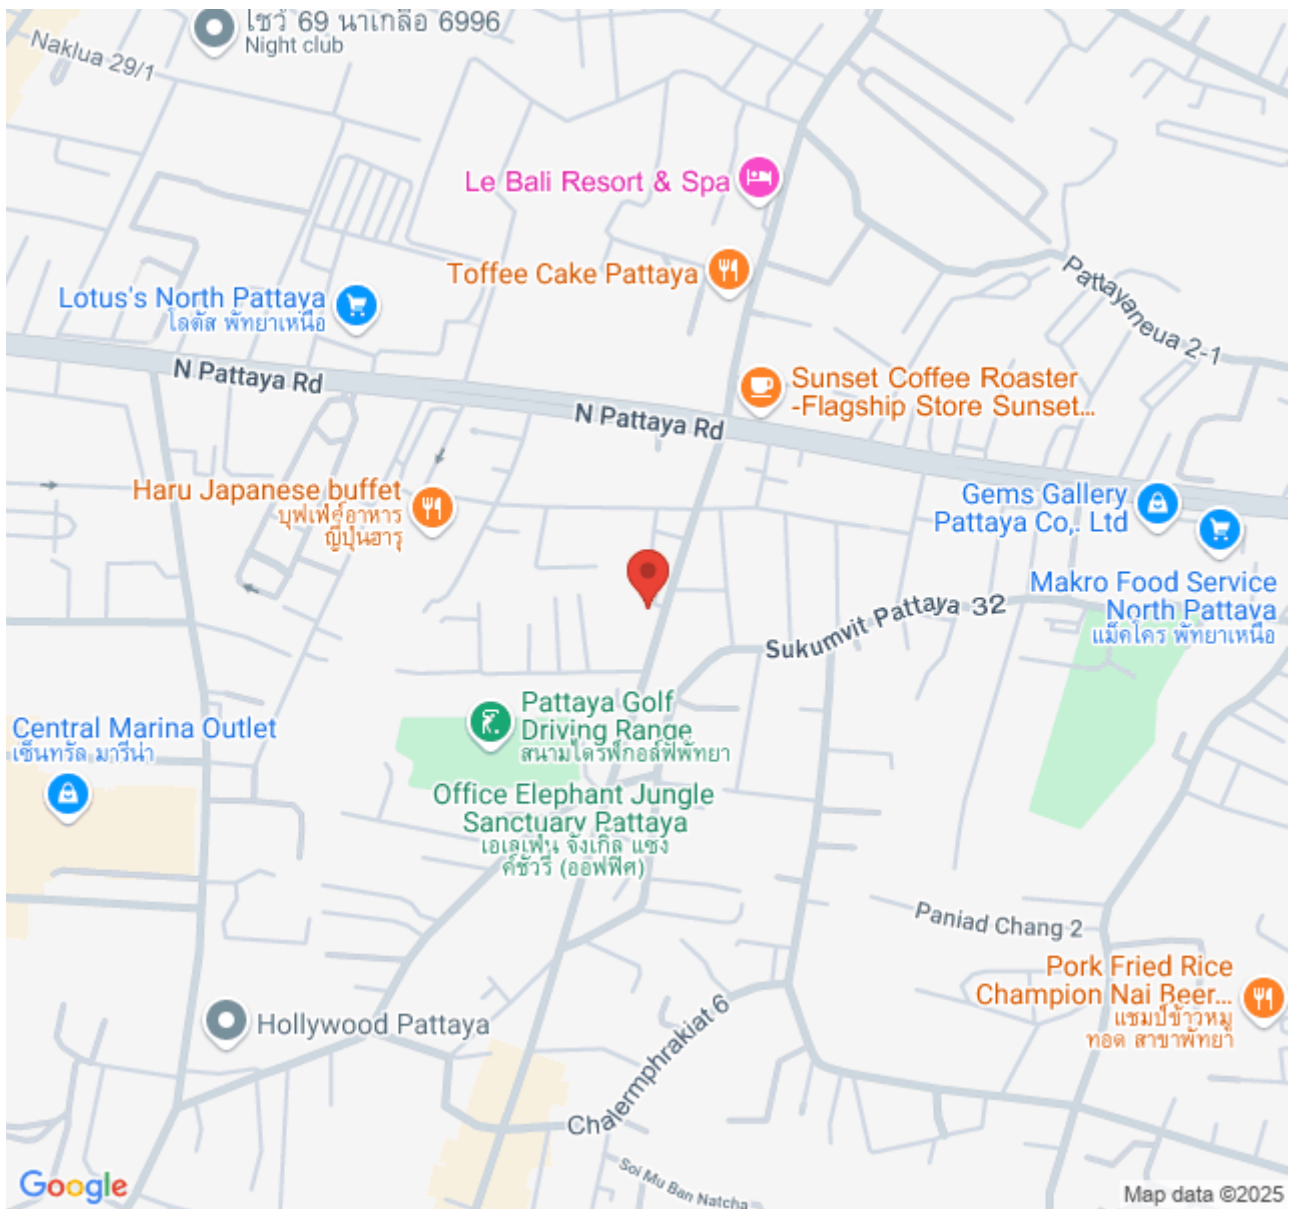 โชว์ 69 นาเกลือ 6996
Night club
Naklua 29/1
Le Bali Resort & Spa
Toffee Cake Pattaya
Pattayaneua 2-1
Lotus's North Pattaya
โลตัส พัทยาเหนือ
N Pattaya Rd
Sunset Coffee Roaster
-Flagship Store Sunset...
N Pattaya Rd
Haru Japanese buffet
บุฟเฟ่ต์อาหาร
ญี่ปุ่นฮารุ
Gems Gallery
Pattaya Co,. Ltd
Makro Food Service
North Pattaya
แม็คโคร พัทยาเหนือ
Sukumvit Pattaya 32
Pattaya Golf
Driving Range
สนามไดร์ฟกอล์ฟพัทยา
Central Marina Outlet
เซ็นทรัล มารีน่า
Office Elephant Jungle
Sanctuary Pattaya
เอเลเฟ่น จังเกิ้ล แซง
ค์ชัวรี่ (ออฟฟิศ)
Paniad Chang 2
Pork Fried Rice
Champion Nai Beer...
แชมป์ข้าวหมู
ทอด สาขาพัทยา
Hollywood Pattaya
Chalermphrakiat 6
Soi Mu Ban Natcha
Google
Map data ©2025